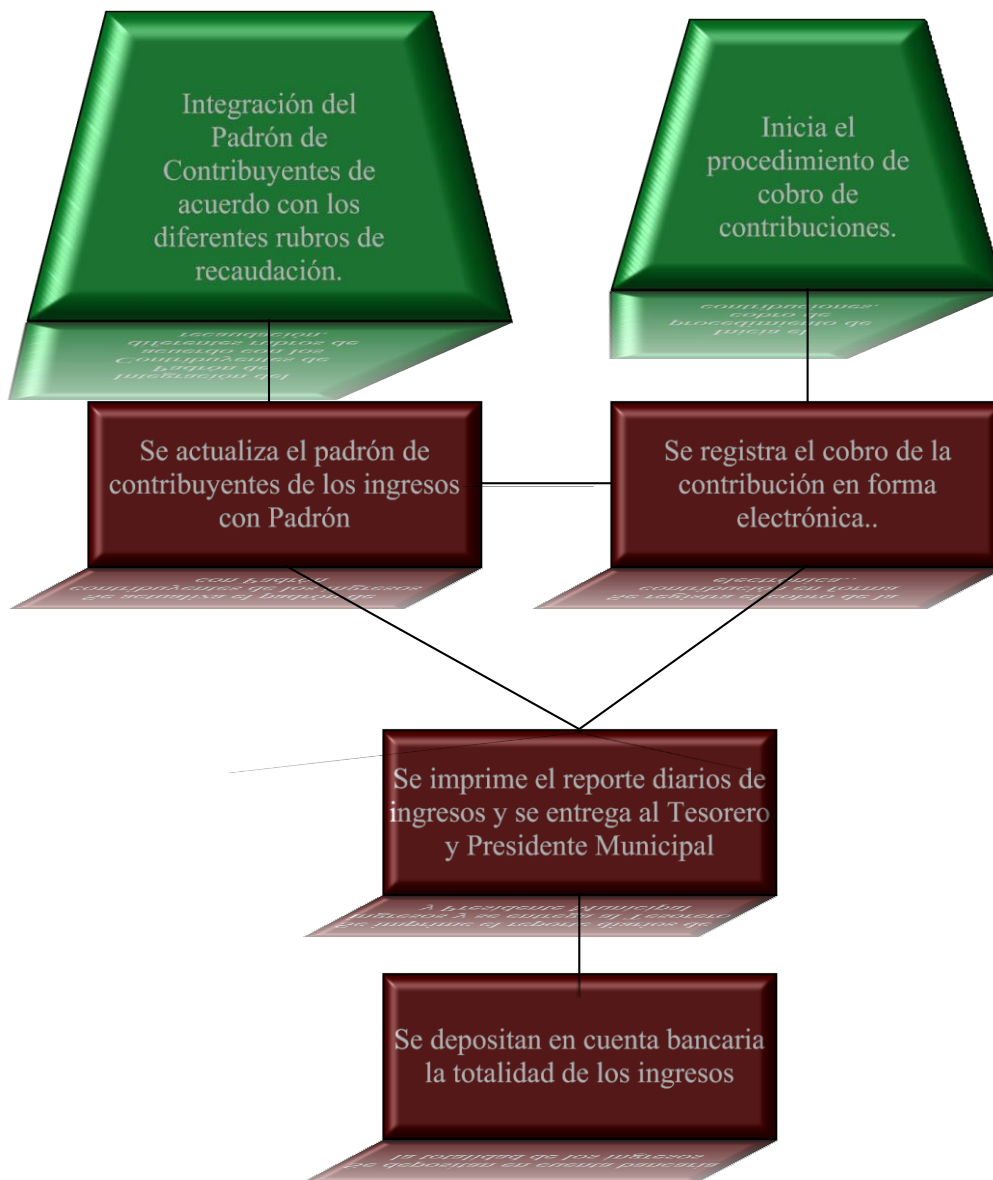 Integración del
Padrón de
Contribuyentes de
acuerdo con los
diferentes rubros de
recaudación.
Inicia el
procedimiento de
cobro de
contribuciones.
Se actualiza el padrón de
contribuyentes de los ingresos
con Padrón
Se registra el cobro de la
contribución en forma
electrónica..
Se imprime el reporte diarios de
ingresos y se entrega al Tesorero
y Presidente Municipal
Se depositan en cuenta bancaria
la totalidad de los ingresos